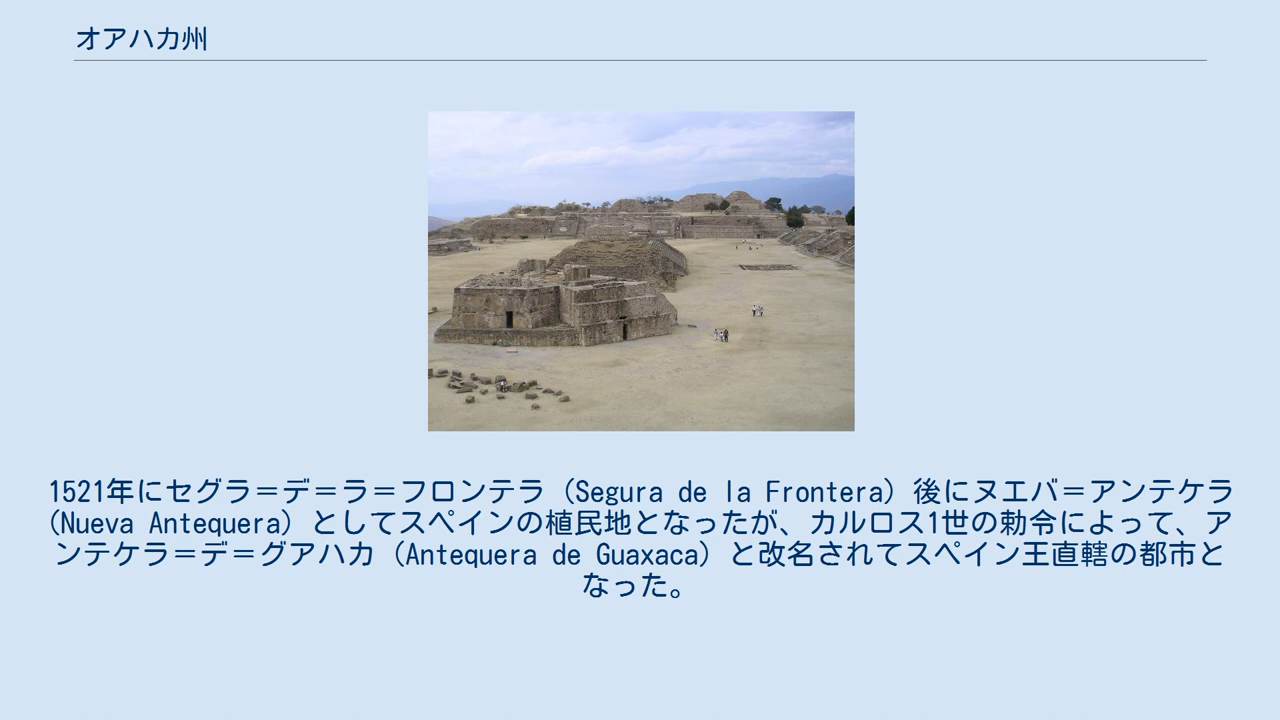 オアハカ州
1521年にセグラ＝デ＝ラ＝フロンテラ（Segura de la Frontera）後にヌエバ＝アンテケラ
（Nueva Antequera）としてスペインの植民地となったが、カルロス1世の勅令によって、ア
ンテケラ＝デ＝グアハカ（Antequera de Guaxaca）と改名されてスペイン王直轄の都市と
なった。